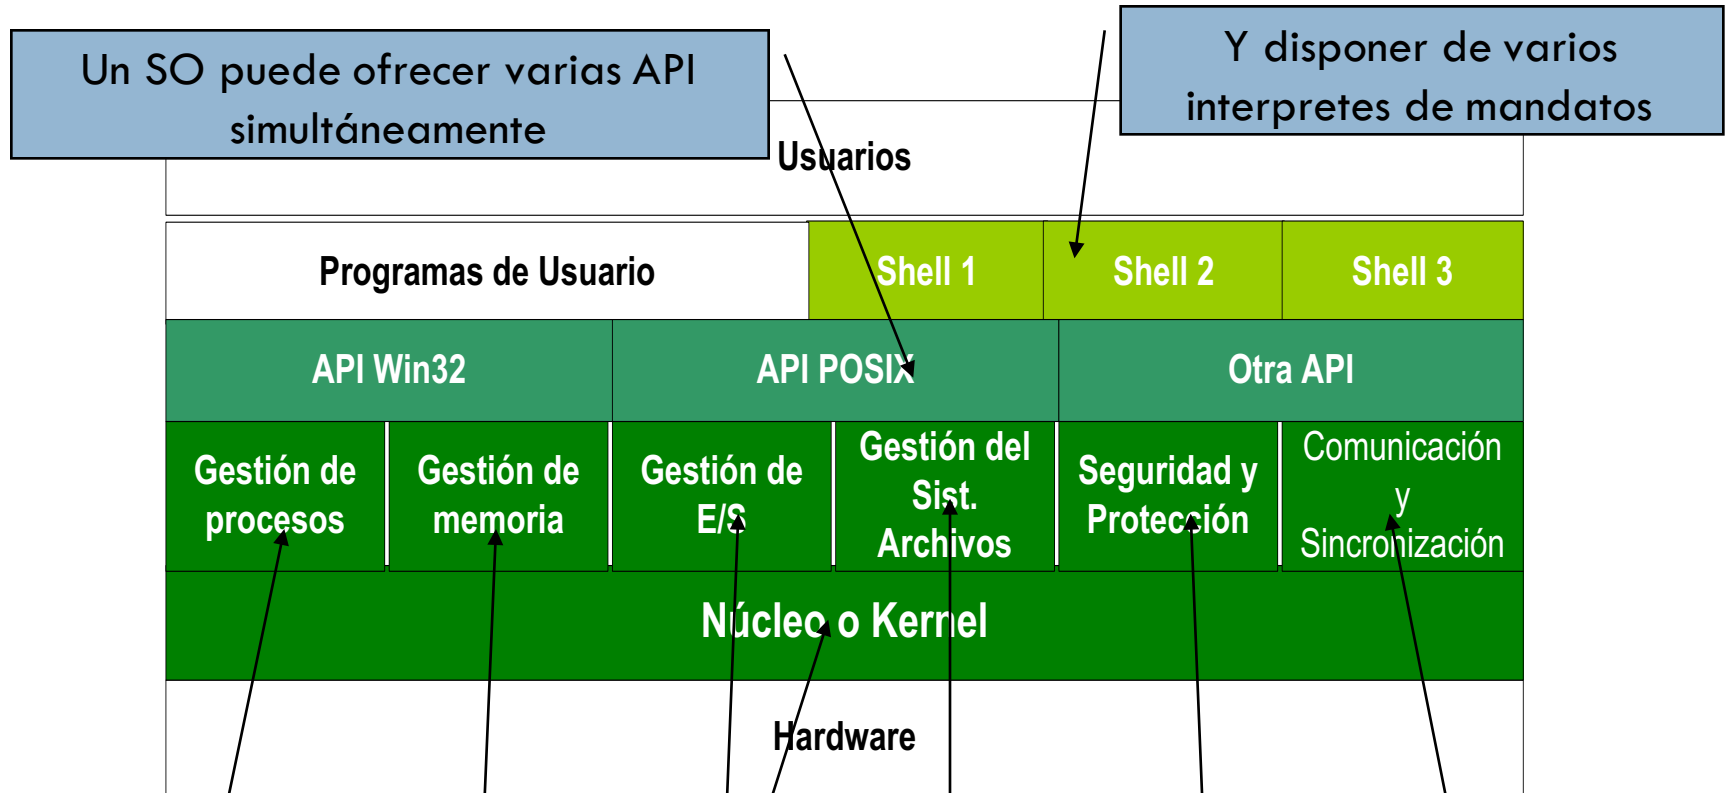 Un SO puede ofrecer varias API
simultáneamente
Y disponer de varios
interpretes de mandatos
Usuarios
Programas de Usuario
Shell 1
Shell 2
Shell 3
API Win32
API POSIX
Otra API
Gestión de
procesos
Gestión de
memoria
Gestión de
E/S
Gestión del
Sist.
Archivos
Seguridad y
Protección
Comunicación
y
Sincronización
Núcleo o Kernel
Hardware